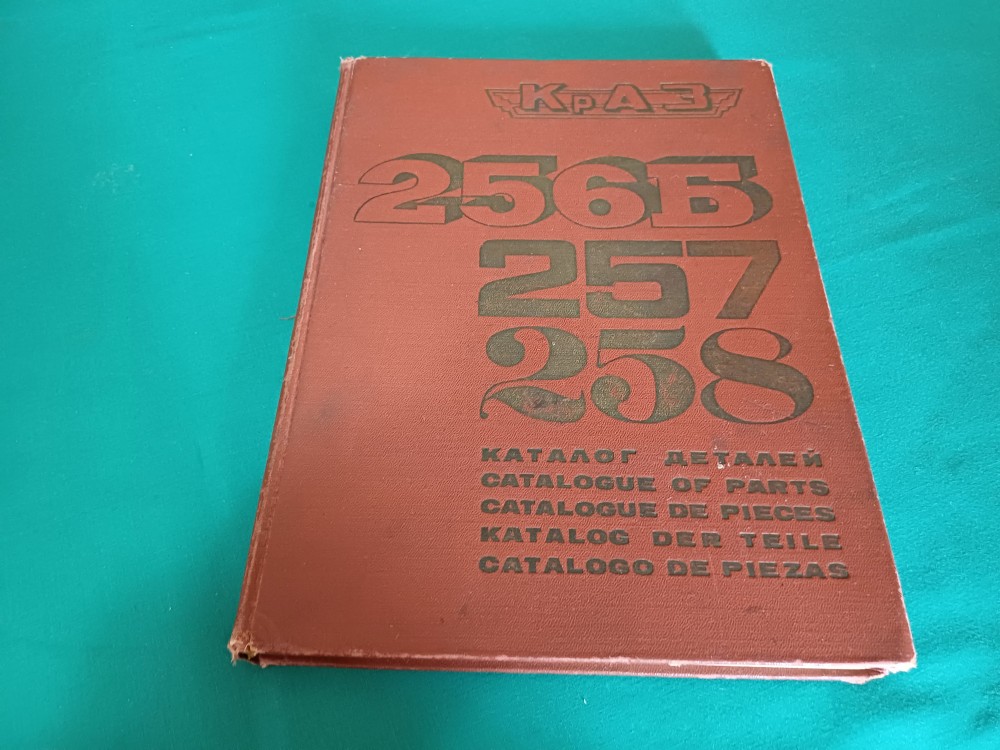 КрАЗ
256Б
257
258
КАТАЛОГ ДЕТАЛЕЙ
CATALOGUE OF PARTS
CATALOGUE DE PIECES
KATALOG DER TEILE
CATALOGO DE PIEZAS